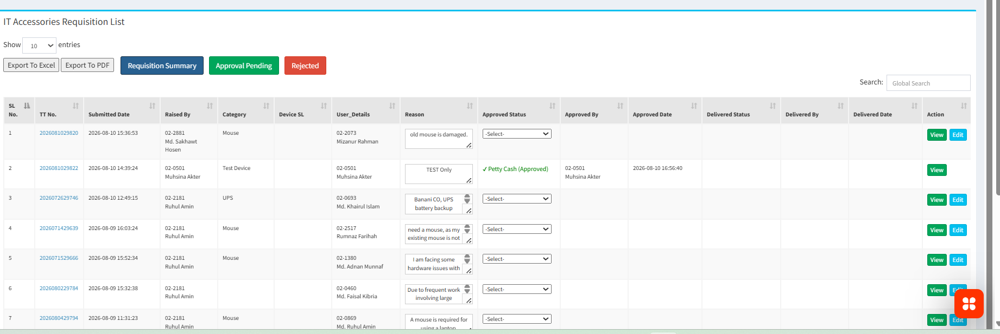 IT Accessories Requisition List
Show 10 entries
Export To Excel Export To PDF Requisition Summary Approval Pending Rejected
Search: Global Search
SL No. TT No. Submitted Date Raised By Category Device SL User_Details Reason Approved Status Approved By Approved Date Delivered Status Delivered By Delivered Date Action
1 2026081029820 2026-08-10 15:36:53 02-2881 Mouse 02-2073 old mouse is damaged. -Select- View Edit
Md. Sakhawt Mizanur Rahman
Hosen
2 2026081029822 2026-08-10 14:39:24 02-0501 Test Device 02-0501 TEST Only ✓ Petty Cash (Approved) 02-0501 2026-08-10 16:56:40 View
Muhsina Akter Muhsina Akter Muhsina Akter
3 2026072629746 2026-08-10 12:49:15 02-2181 UPS 02-0693 Banani CO, UPS -Select- View Edit
Ruhul Amin Md. Khairul Islam battery backup
4 2026071429639 2026-08-09 16:03:24 02-2181 Mouse 02-2517 need a mouse, as my -Select- View Edit
Ruhul Amin Rumnaz Farihah existing mouse is not
5 2026071529666 2026-08-09 15:52:34 02-2181 Mouse 02-1380 I am facing some -Select- View Edit
Ruhul Amin Md. Adnan Munnaf hardware issues with
6 2026080229784 2026-08-09 15:32:38 02-2181 02-0460 Due to frequent work -Select- View
Ruhul Amin Md. Faisal Kibria involving large
7 2026080429794 2026-08-09 11:31:23 02-2181 Mouse 02-0869 A mouse is required for -Select- View Edit
Ruhul Amin Md. Ruhul Amin using a laptop